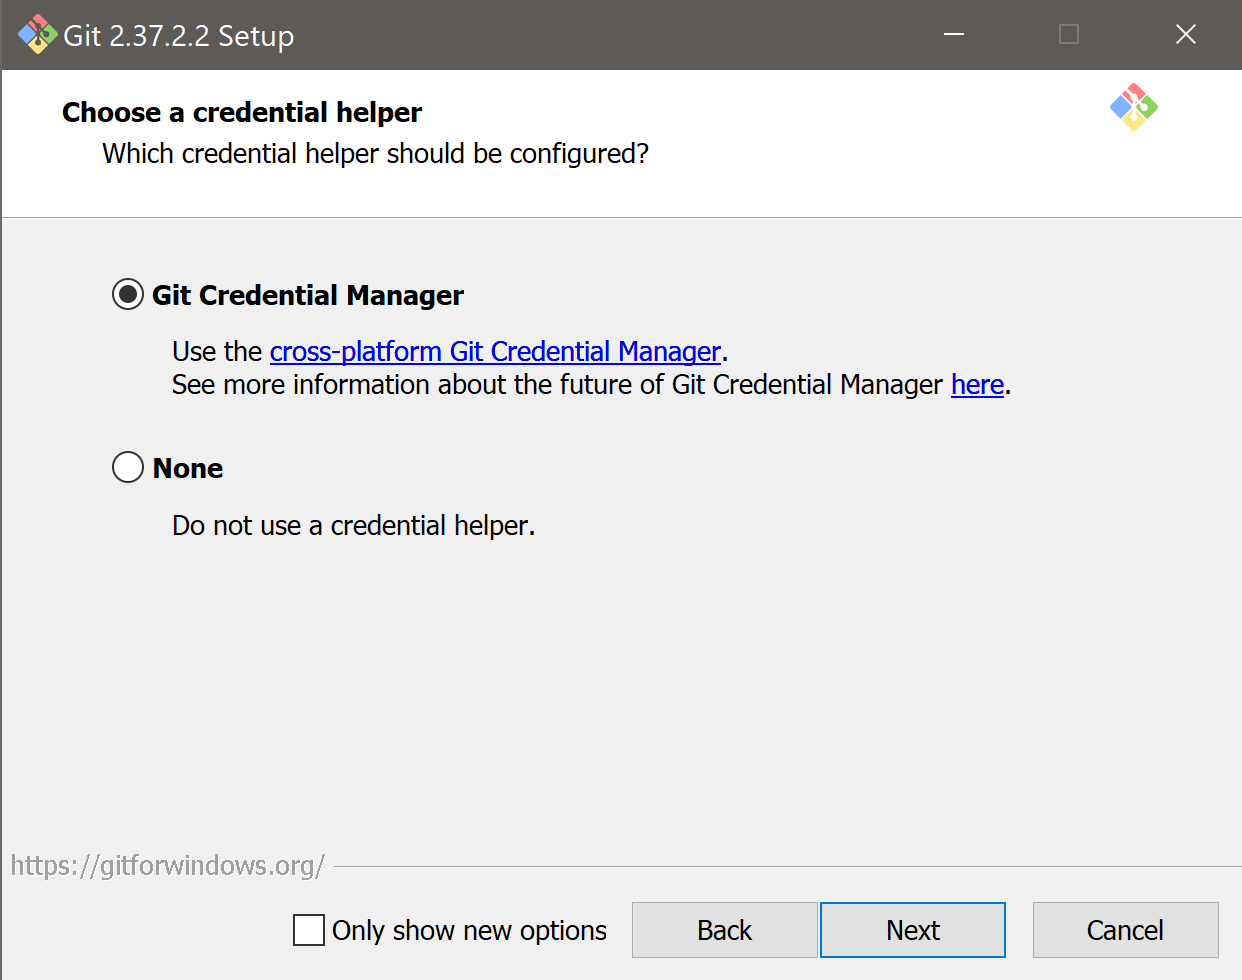 Git 2.37.2.2 Setup
Choose a credential helper
Which credential helper should be configured?
Git Credential Manager
Use the cross-platform Git Credential Manager.
See more information about the future of Git Credential Manager here.
None
Do not use a credential helper.
https://gitforwindows.org/
Only show new options
Back
Next
Cancel